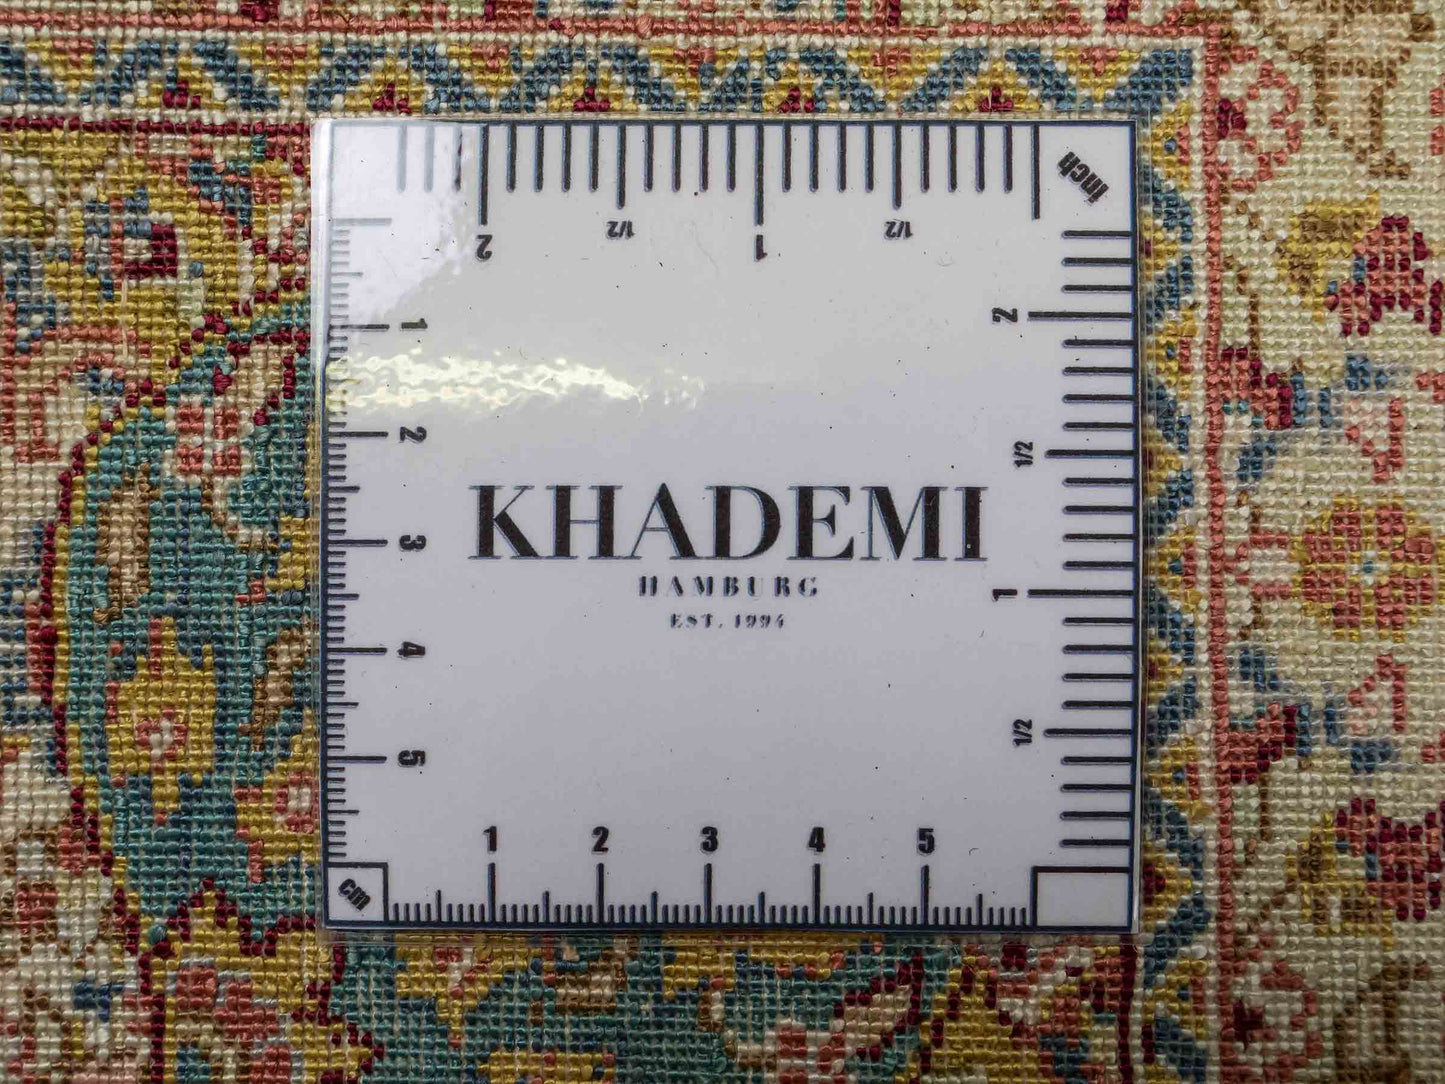 inch
2 1/2 1 1/2
2
1/2
1
1/2
1
2
3
4
5
KHADEMI
HAMBURG
EST. 1994
1 2 3 4 5
cm